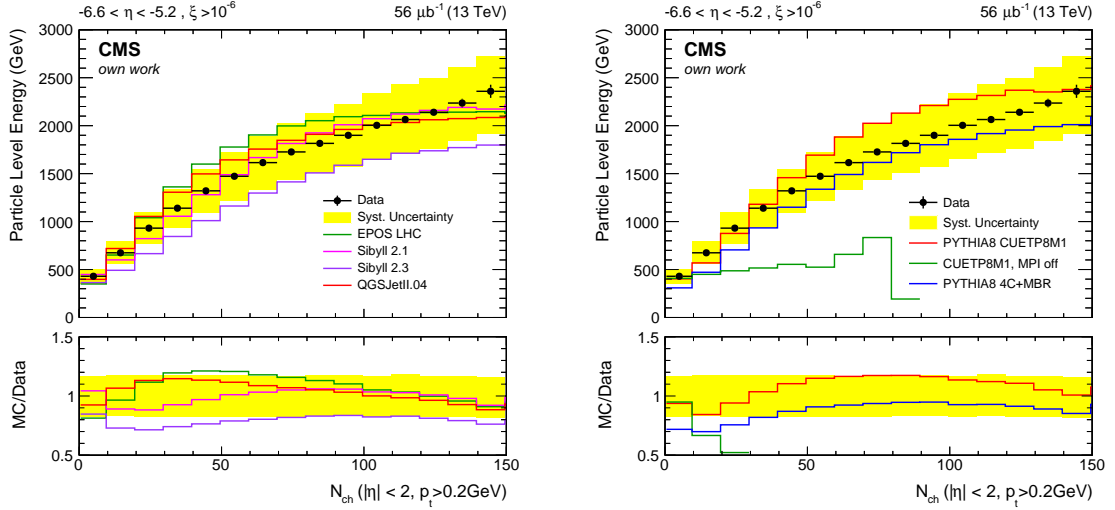 -6.6 < η < -5.2 , ξ >10⁻⁶ 56 μb⁻¹ (13 TeV)
CMS
own work
Particle Level Energy (GeV)
3000
2500
2000
1500
1000
500
0
Data
Syst. Uncertainty
EPOS LHC
Sibyll 2.1
Sibyll 2.3
QGSJetII.04
MC/Data
1.5
1
0.5
0 50 100 150
N_ch (|η| < 2, p_t>0.2GeV)
-6.6 < η < -5.2 , ξ >10⁻⁶ 56 μb⁻¹ (13 TeV)
CMS
own work
Particle Level Energy (GeV)
3000
2500
2000
1500
1000
500
0
Data
Syst. Uncertainty
PYTHIA8 CUETP8M1
CUETP8M1, MPI off
PYTHIA8 4C+MBR
MC/Data
1.5
1
0.5
0 50 100 150
N_ch (|η| < 2, p_t>0.2GeV)